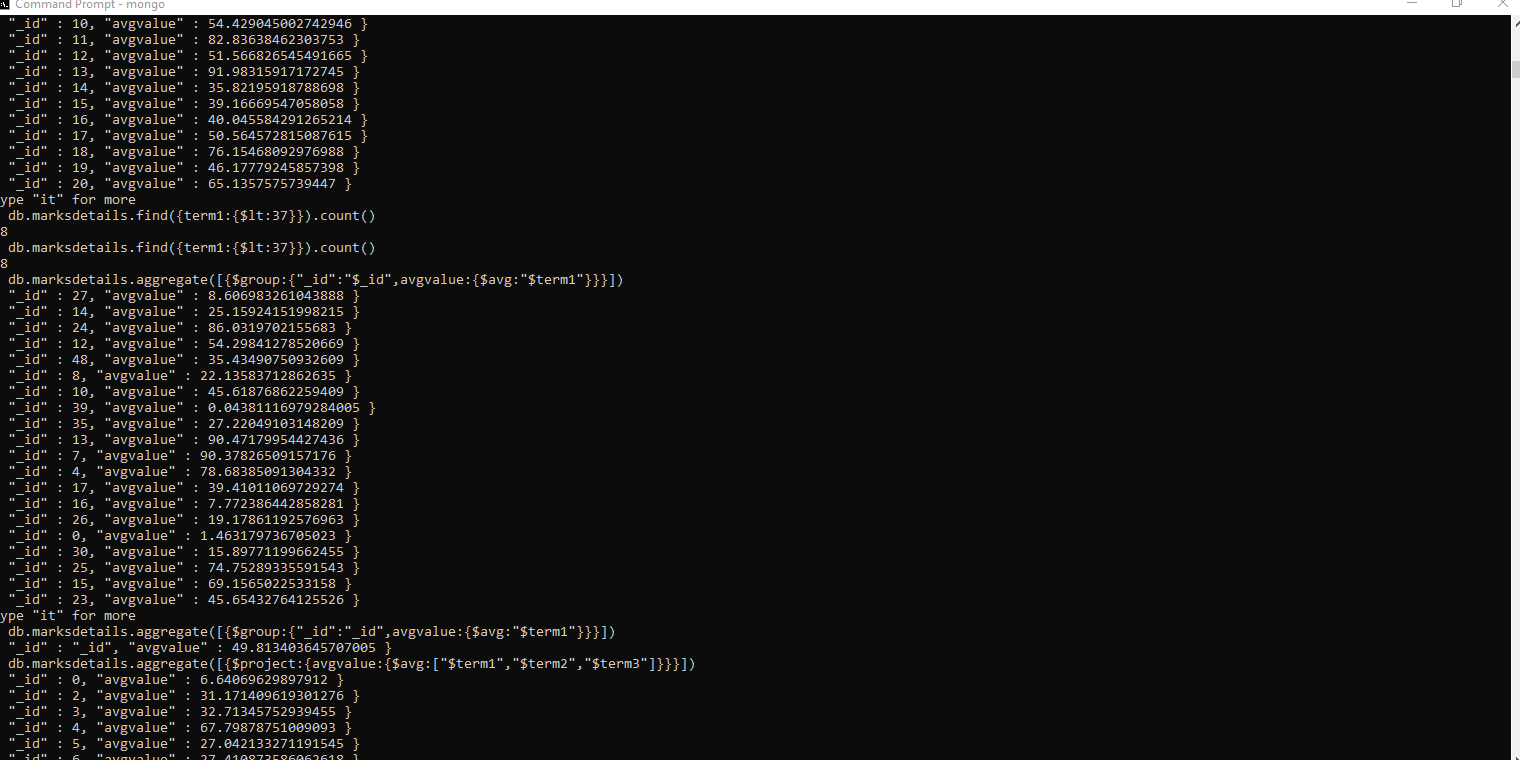 Command Prompt - mongo
"_id" : 10, "avgvalue" : 54.429045002742946 }
"_id" : 11, "avgvalue" : 82.83638462303753 }
"_id" : 12, "avgvalue" : 51.566826545491665 }
"_id" : 13, "avgvalue" : 91.98315917172745 }
"_id" : 14, "avgvalue" : 35.82195918788698 }
"_id" : 15, "avgvalue" : 39.16669547058058 }
"_id" : 16, "avgvalue" : 40.045584291265214 }
"_id" : 17, "avgvalue" : 50.564572815087615 }
"_id" : 18, "avgvalue" : 76.15468092976988 }
"_id" : 19, "avgvalue" : 46.17779245857398 }
"_id" : 20, "avgvalue" : 65.1357575739447 }
ype "it" for more
db.marksdetails.find({term1:{$lt:37}}).count()
8
db.marksdetails.find({term1:{$lt:37}}).count()
8
db.marksdetails.aggregate([{$group:{"_id":"$_id",avgvalue:{$avg:"$term1"}}}])
"_id" : 27, "avgvalue" : 8.606983261043888 }
"_id" : 14, "avgvalue" : 25.15924151998215 }
"_id" : 24, "avgvalue" : 86.0319702155683 }
"_id" : 12, "avgvalue" : 54.29841278520669 }
"_id" : 48, "avgvalue" : 35.43490750932609 }
"_id" : 8, "avgvalue" : 22.13583712862635 }
"_id" : 10, "avgvalue" : 45.61876862259409 }
"_id" : 39, "avgvalue" : 0.04381116979284005 }
"_id" : 35, "avgvalue" : 27.22049103148209 }
"_id" : 13, "avgvalue" : 90.47179954427436 }
"_id" : 7, "avgvalue" : 90.37826509157176 }
"_id" : 4, "avgvalue" : 78.68385091304332 }
"_id" : 17, "avgvalue" : 39.41011069729274 }
"_id" : 16, "avgvalue" : 7.772386442858281 }
"_id" : 26, "avgvalue" : 19.17861192576963 }
"_id" : 0, "avgvalue" : 1.463179736705023 }
"_id" : 30, "avgvalue" : 15.89771199662455 }
"_id" : 25, "avgvalue" : 74.75289335591543 }
"_id" : 15, "avgvalue" : 69.1565022533158 }
"_id" : 23, "avgvalue" : 45.65432764125526 }
ype "it" for more
db.marksdetails.aggregate([{$group:{"_id":"_id",avgvalue:{$avg:"$term1"}}}])
"_id" : "_id", "avgvalue" : 49.813403645707005 }
db.marksdetails.aggregate([{$project:{avgvalue:{$avg:["$term1","$term2","$term3"]}}}])
"_id" : 0, "avgvalue" : 6.64069629897912 }
"_id" : 2, "avgvalue" : 31.171409619301276 }
"_id" : 3, "avgvalue" : 32.71345752939455 }
"_id" : 4, "avgvalue" : 67.79878751009093 }
"_id" : 5, "avgvalue" : 27.042133271191545 }
"_id" : 6, "avgvalue" : 27.410873586062618 }